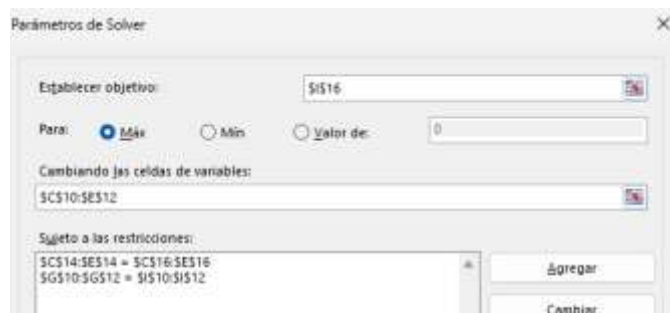 Parámetros de Solver
Establecer objetivo: $I$16
Para: Máx Mín Valor de: 0
Cambiando las celdas de variables:
$C$10:$E$12
Sujeto a las restricciones:
$C$14:$E$14 = $C$16:$E$16
$G$10:$G$12 = $I$10:$I$12
Agregar
Cambiar